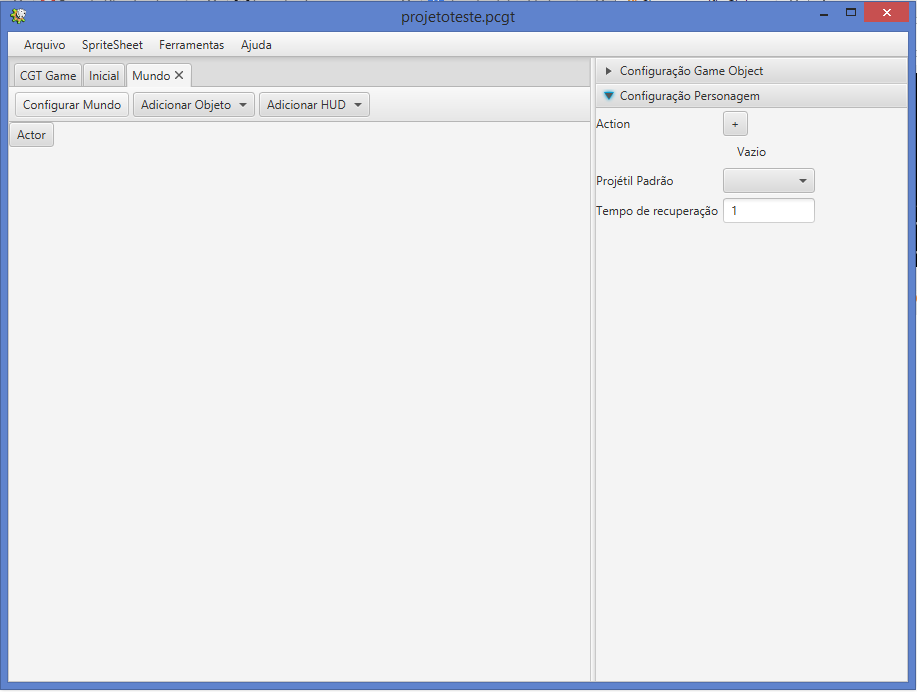 projetoteste.pcgt
Arquivo SpriteSheet Ferramentas Ajuda
CGT Game Inicial Mundo
Configurar Mundo Adicionar Objeto Adicionar HUD
Actor
Configuração Game Object
Configuração Personagem
Action +
Vazio
Projétil Padrão
Tempo de recuperação 1